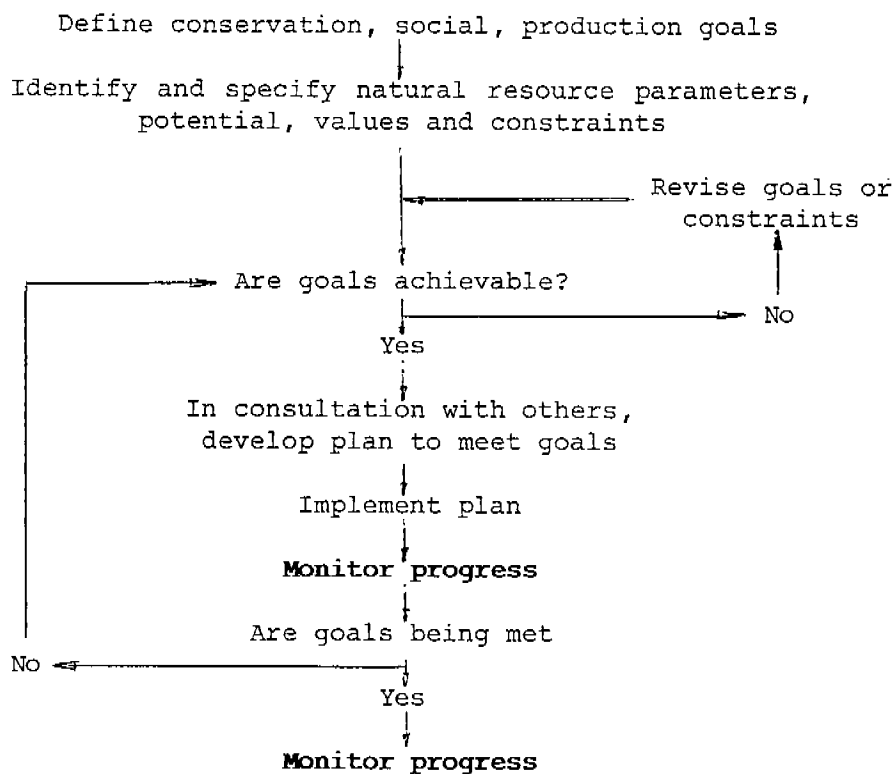 Define conservation, social, production goals
Identify and specify natural resource parameters,
potential, values and constraints
Revise goals or
constraints
Are goals achievable?
No
Yes
In consultation with others,
develop plan to meet goals
Implement plan
Monitor progress
Are goals being met
No
Yes
Monitor progress